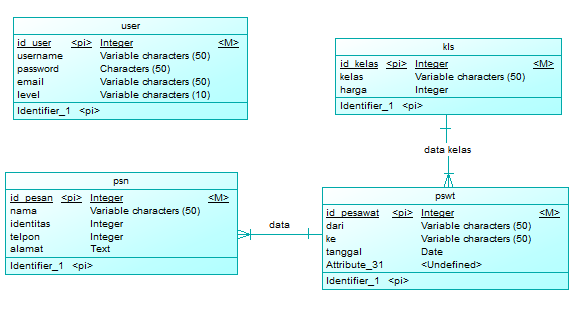 user
id_user <pi> Integer <M>
username Variable characters (50)
password Characters (50)
email Variable characters (50)
level Variable characters (10)
Identifier_1 <pi>
kls
id_kelas <pi> Integer <M>
kelas Variable characters (50)
harga Integer
Identifier_1 <pi>
data kelas
psn
id_pesan <pi> Integer <M>
nama Variable characters (50)
identitas Integer
telpon Integer
alamat Text
Identifier_1 <pi>
data
pswt
id_pesawat <pi> Integer <M>
dari Variable characters (50)
ke Variable characters (50)
tanggal Date
Attribute_31 <Undefined>
Identifier_1 <pi>